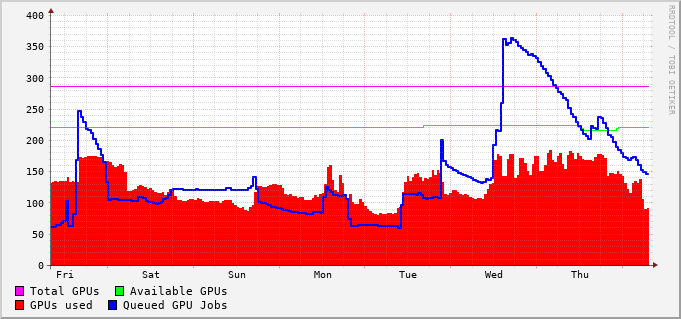 400
350
300
250
200
150
100
50
0
Fri Sat Sun Mon Tue Wed Thu
Total GPUs Available GPUs
GPUs used Queued GPU Jobs
RRDTOOL / TOBI OETIKER